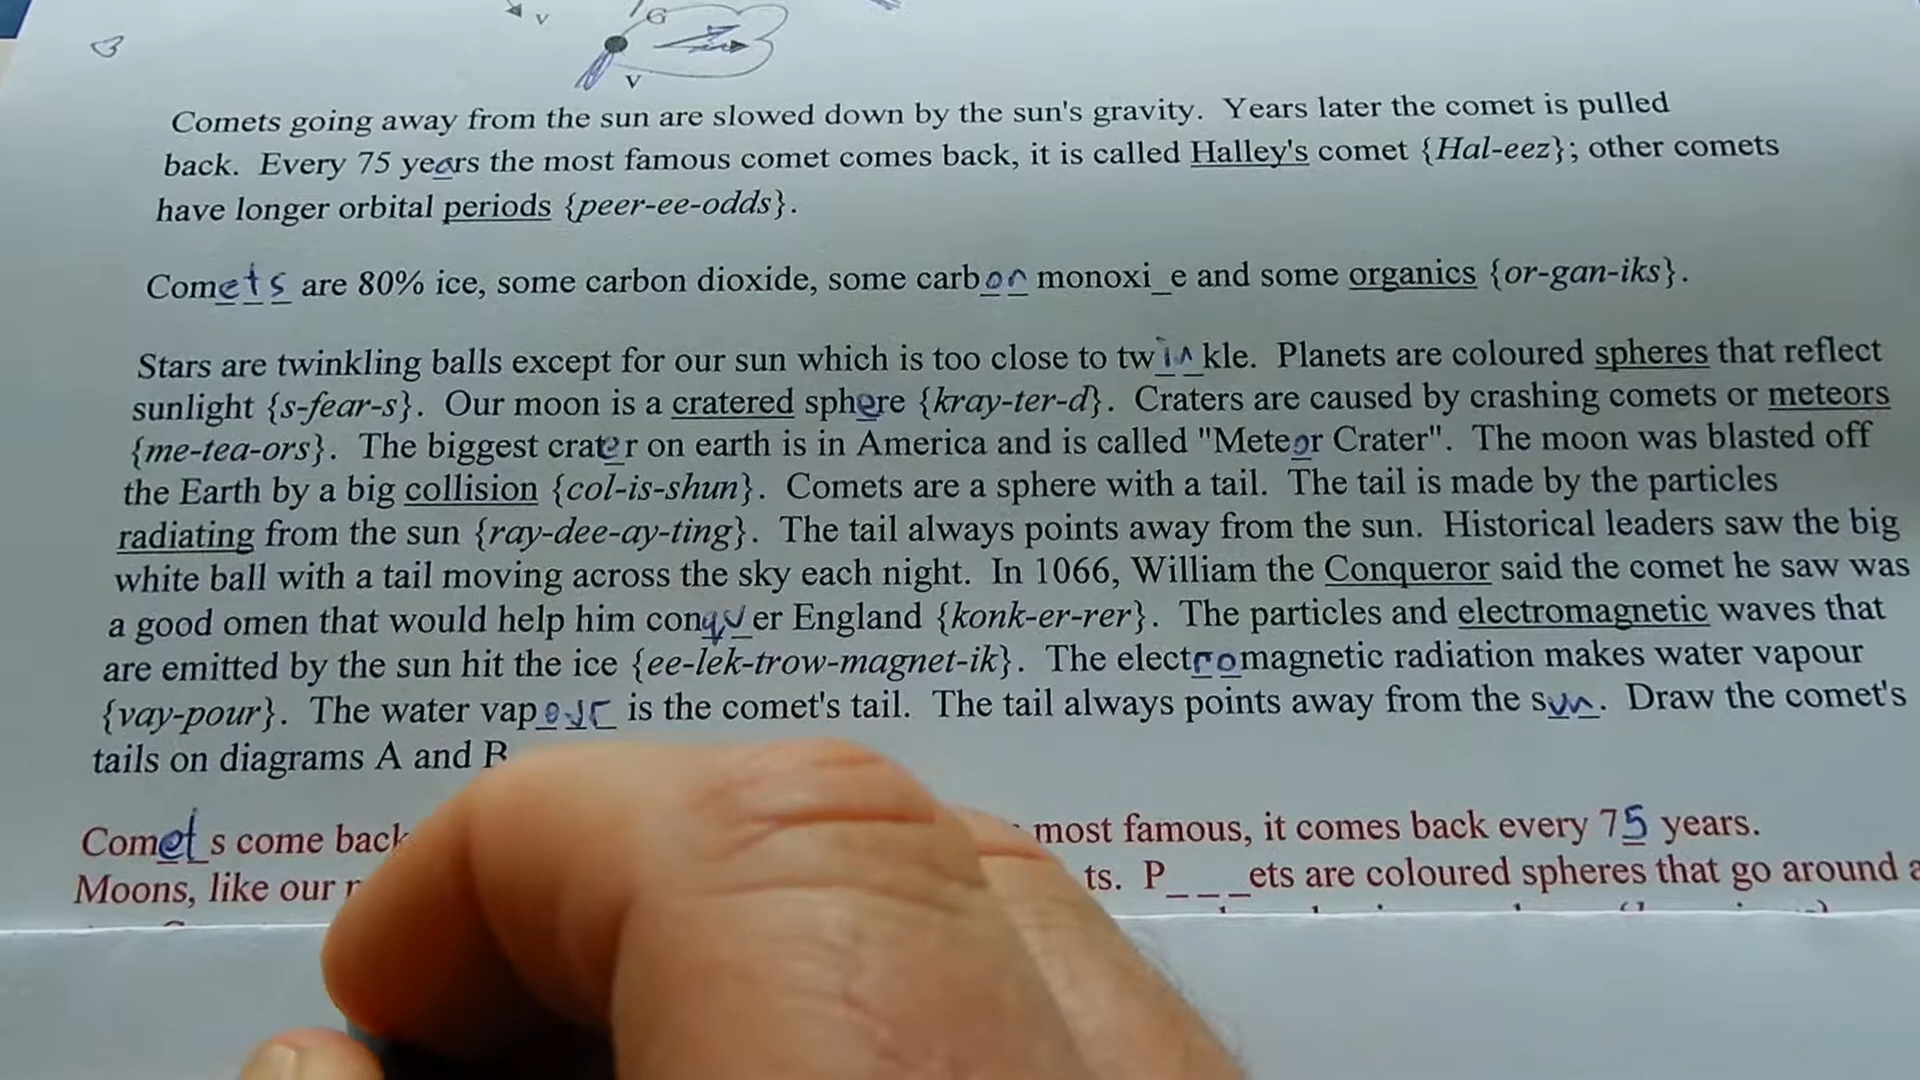 v
G
v
Comets going away from the sun are slowed down by the sun's gravity. Years later the comet is pulled
back. Every 75 years the most famous comet comes back, it is called Halley's comet {Hal-eez}; other comets
have longer orbital periods {peer-ee-odds}.
Comets are 80% ice, some carbon dioxide, some carbon monoxi_e and some organics {or-gan-iks}.
Stars are twinkling balls except for our sun which is too close to twinkle. Planets are coloured spheres that reflect
sunlight {s-fear-s}. Our moon is a cratered sphere {kray-ter-d}. Craters are caused by crashing comets or meteors
{me-tea-ors}. The biggest crater on earth is in America and is called "Meteor Crater". The moon was blasted off
the Earth by a big collision {col-is-shun}. Comets are a sphere with a tail. The tail is made by the particles
radiating from the sun {ray-dee-ay-ting}. The tail always points away from the sun. Historical leaders saw the big
white ball with a tail moving across the sky each night. In 1066, William the Conqueror said the comet he saw was
a good omen that would help him conqu_er England {konk-er-rer}. The particles and electromagnetic waves that
are emitted by the sun hit the ice {ee-lek-trow-magnet-ik}. The electromagnetic radiation makes water vapour
{vay-pour}. The water vapour is the comet's tail. The tail always points away from the sun. Draw the comet's
tails on diagrams A and B
Comet_s come back most famous, it comes back every 75 years.
Moons, like our ts. P_ _ _ets are coloured spheres that go around a